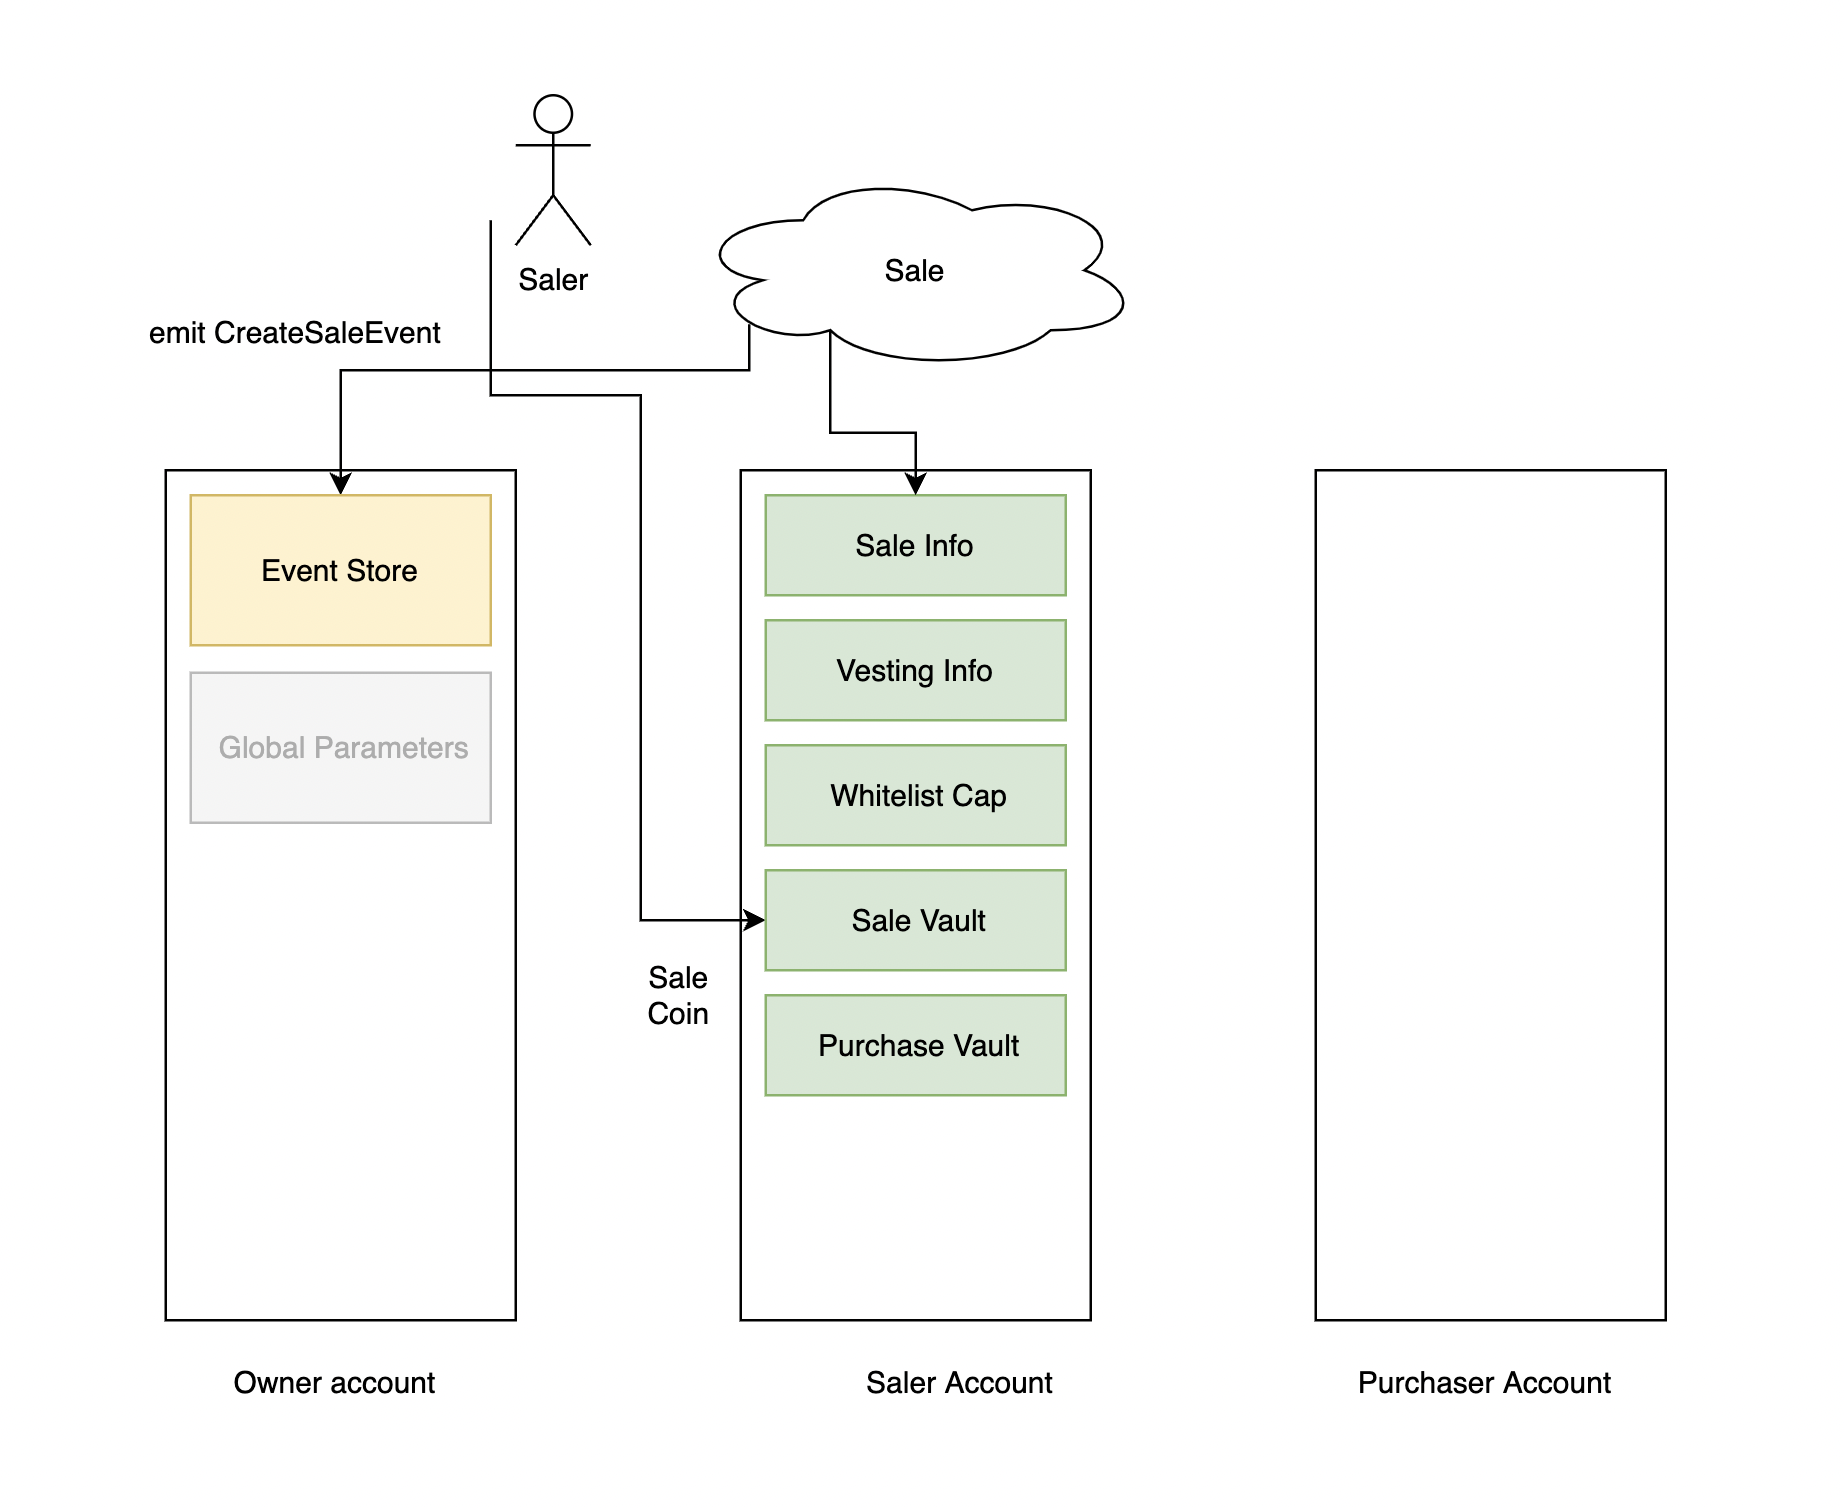 Saler
Sale
emit CreateSaleEvent
Event Store
Global Parameters
Sale Info
Vesting Info
Whitelist Cap
Sale Vault
Purchase Vault
Sale
Coin
Owner account
Saler Account
Purchaser Account